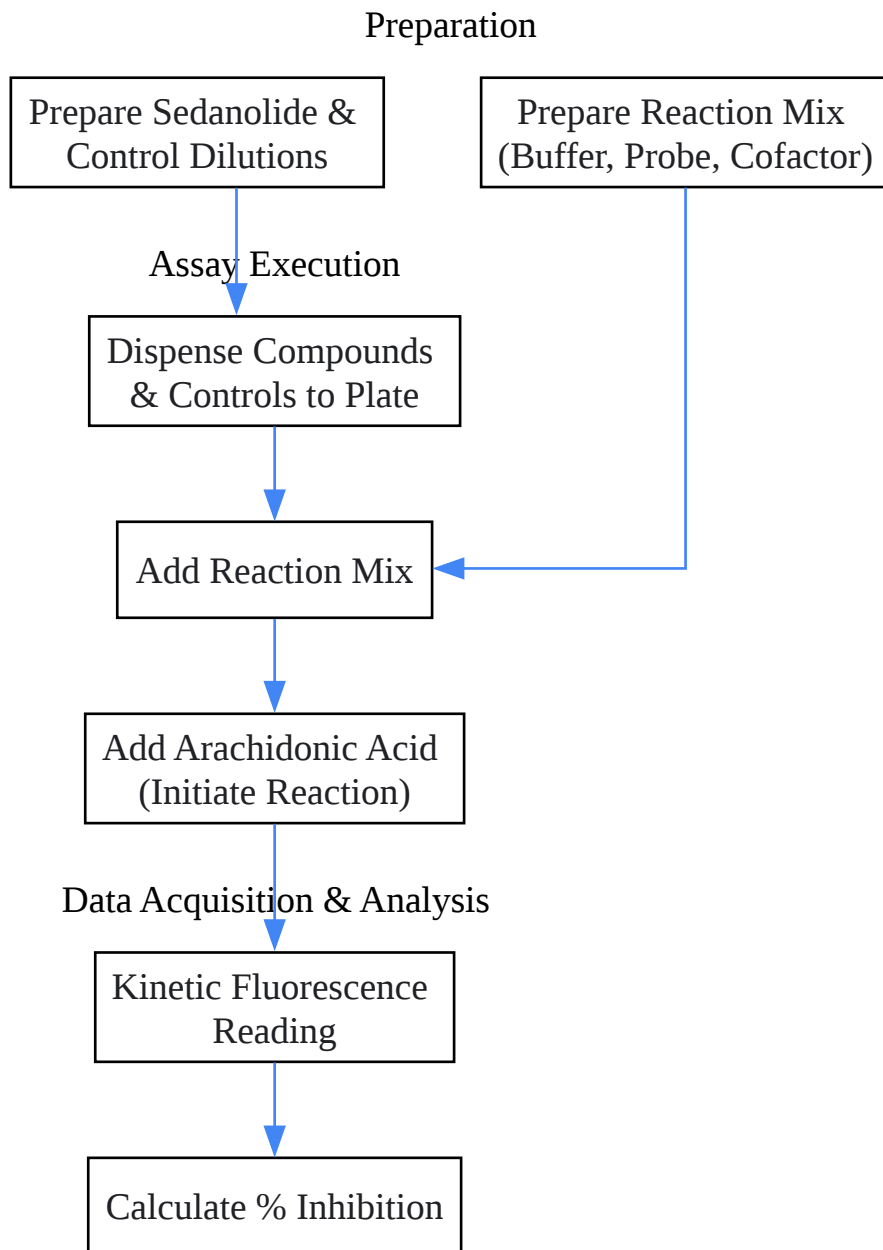 Preparation
Prepare Sedanolide &
Control Dilutions
Prepare Reaction Mix
(Buffer, Probe, Cofactor)
Assay Execution
Dispense Compounds
& Controls to Plate
Add Reaction Mix
Add Arachidonic Acid
(Initiate Reaction)
Data Acquisition & Analysis
Kinetic Fluorescence
Reading
Calculate % Inhibition